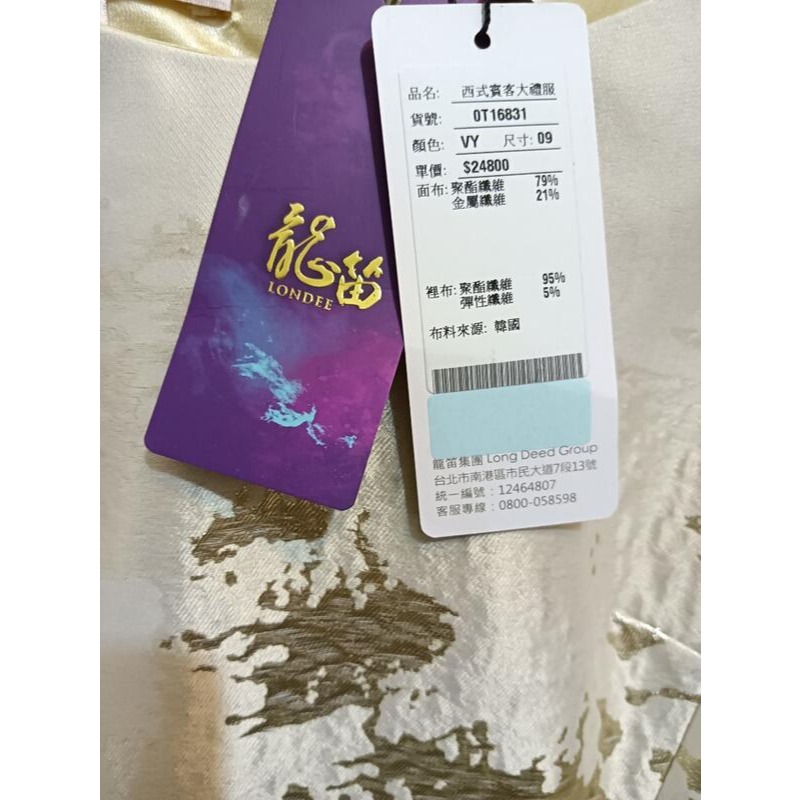 龍笛
LONDEE
品名: 西式賓客大禮服
貨號: 0T16831
顏色: VY 尺寸: 09
單價: $24800
面布: 聚酯纖維 79%
金屬纖維 21%
裡布: 聚酯纖維 95%
彈性纖維 5%
布料來源: 韓國
龍笛集團 Long Deed Group
台北市南港區市民大道7段13號
統一編號：12464807
客服專線：0800-058598